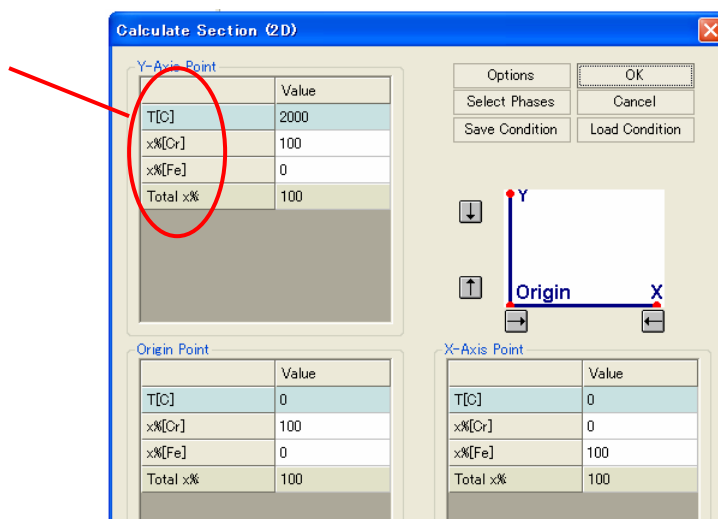 Calculate Section (2D)
Y-Axis Point
Value
T[C] 2000
x%[Cr] 100
x%[Fe] 0
Total x% 100
Options OK
Select Phases Cancel
Save Condition Load Condition
Y
Origin X
Origin Point
Value
T[C] 0
x%[Cr] 100
x%[Fe] 0
Total x% 100
X-Axis Point
Value
T[C] 0
x%[Cr] 0
x%[Fe] 100
Total x% 100